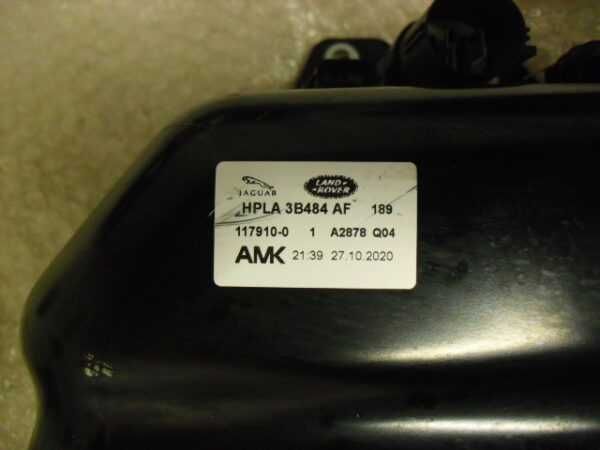 JAGUAR LAND ROVER
HPLA 3B484 AF 189
117910-0 1 A2878 Q04
AMK 21:39 27.10.2020